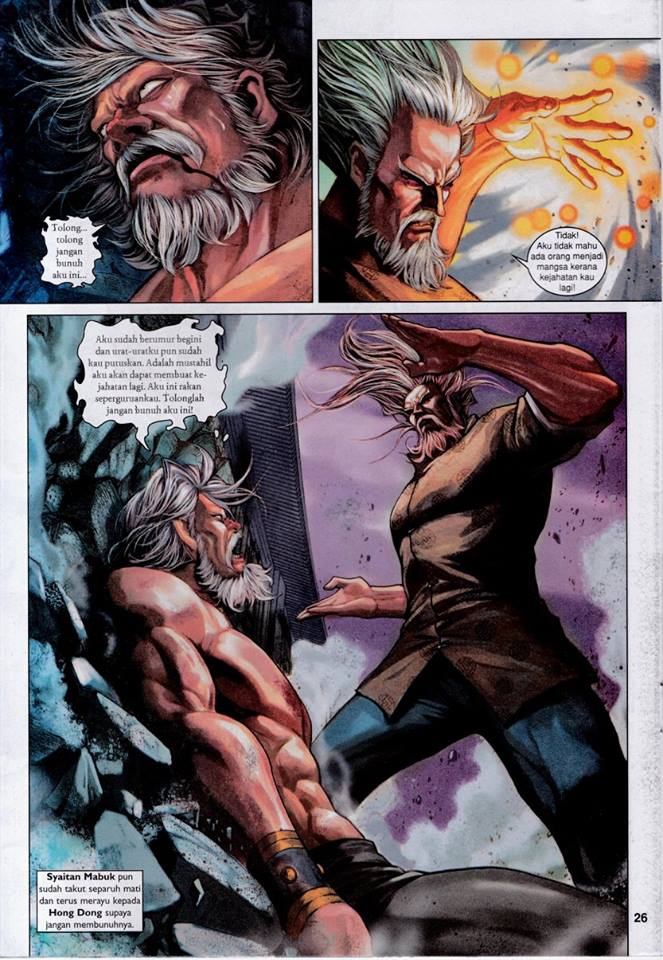 Tolong...
tolong
jangan
bunuh
aku ini...
Tidak!
Aku tidak mahu
ada orang menjadi
mangsa kerana
kejahatan kau
lagi!
Aku sudah berumur begini
dan urat-uratku pun sudah
kau putuskan. Adalah mustahil
aku akan dapat membuat ke-
jahatan lagi. Aku ini rakan
seperguruankau. Tolonglah
jangan bunuh aku ini!
Syaitan Mabuk pun
sudah takut separuh mati
dan terus merayu kepada
Hong Dong supaya
jangan membunuhnya.
26